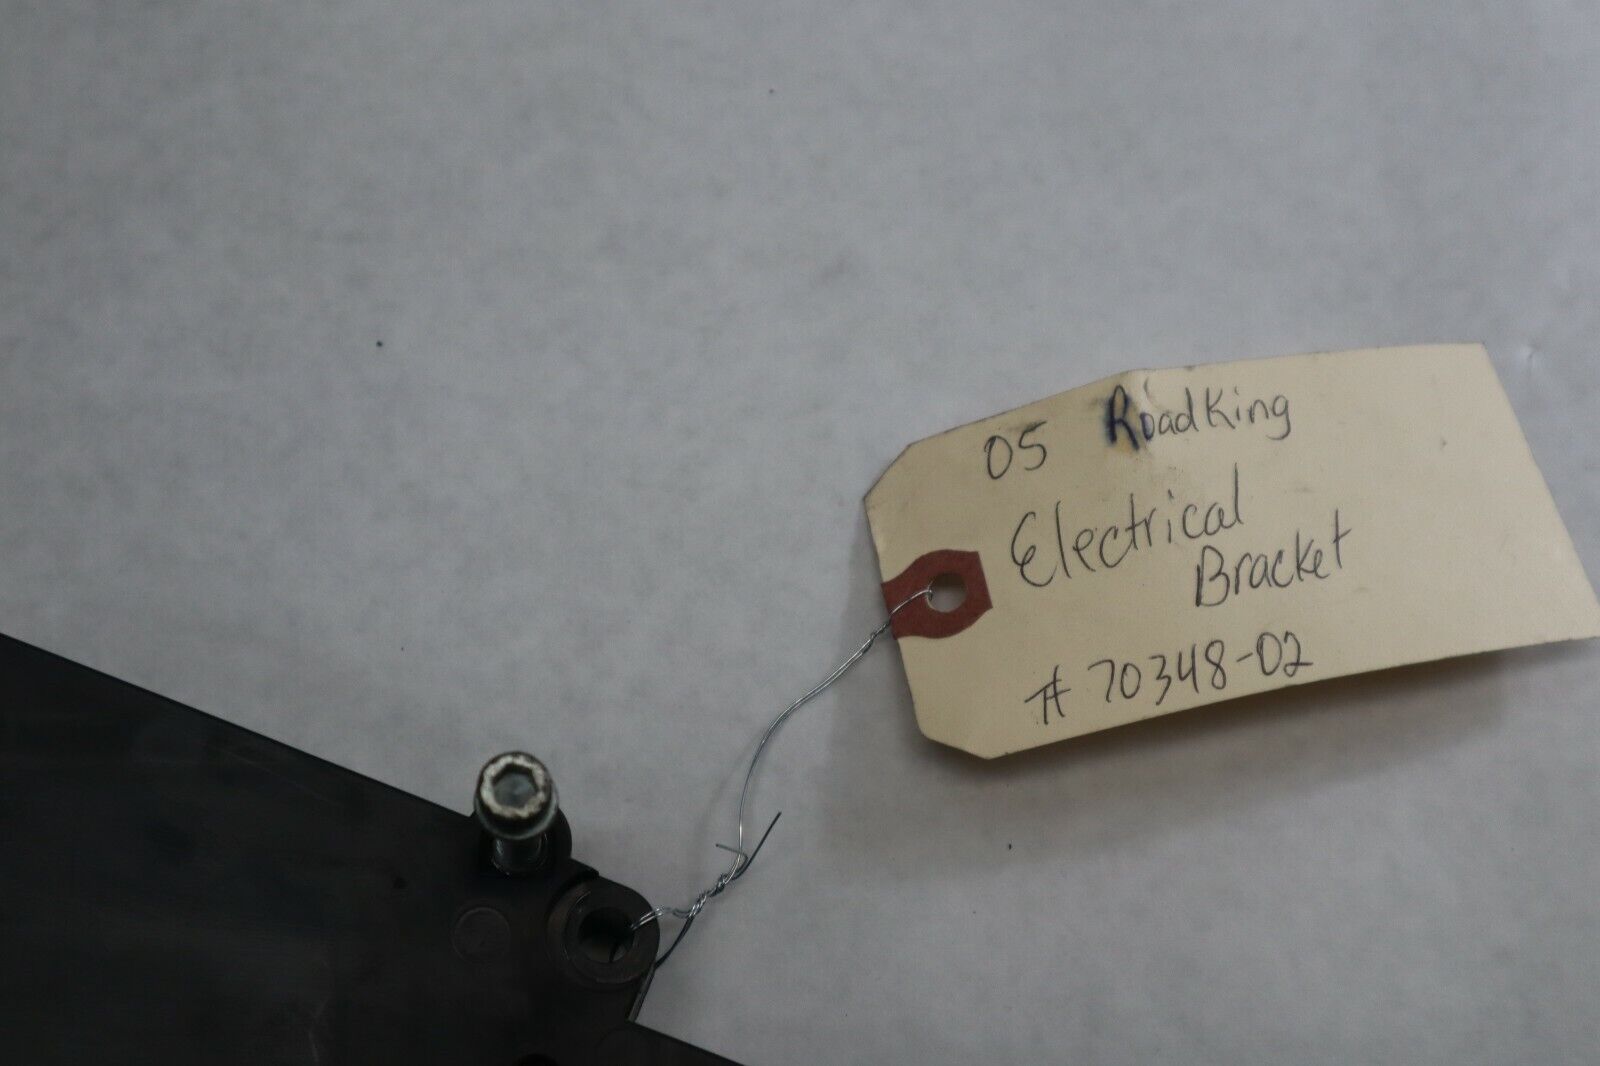 05 RoadKing
Electrical
Bracket
# 70348-02